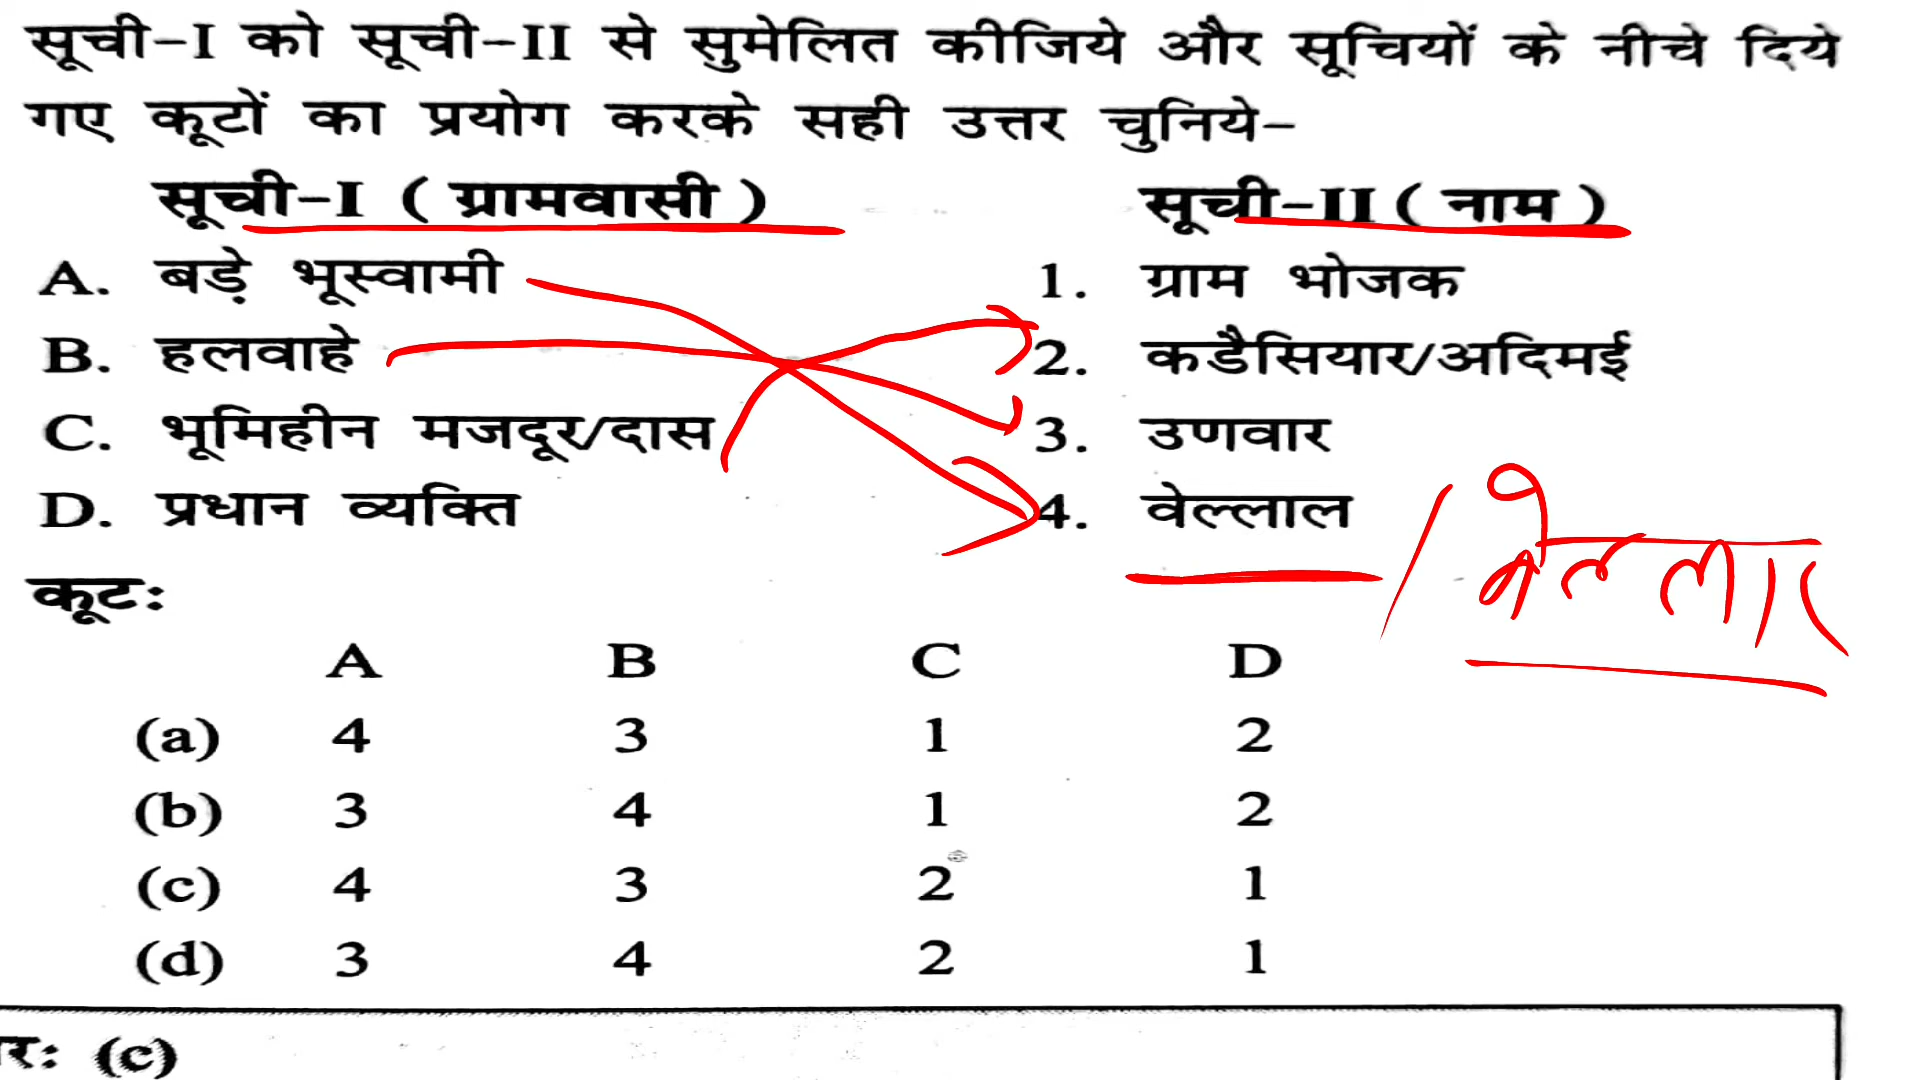 सूची-I को सूची-II से सुमेलित कीजिये और सूचियों के नीचे दिये
गए कूटों का प्रयोग करके सही उत्तर चुनिये-
सूची-I ( ग्रामवासी ) सूची-II ( नाम )
A. बड़े भूस्वामी 1. ग्राम भोजक
B. हलवाहे 2. कडैसियार/अदिमई
C. भूमिहीन मजदूर/दास 3. उणवार
D. प्रधान व्यक्ति 4. वेल्लाल
कूटः
A B C D
(a) 4 3 1 2
(b) 3 4 1 2
(c) 4 3 2 1
(d) 3 4 2 1
रः (c)